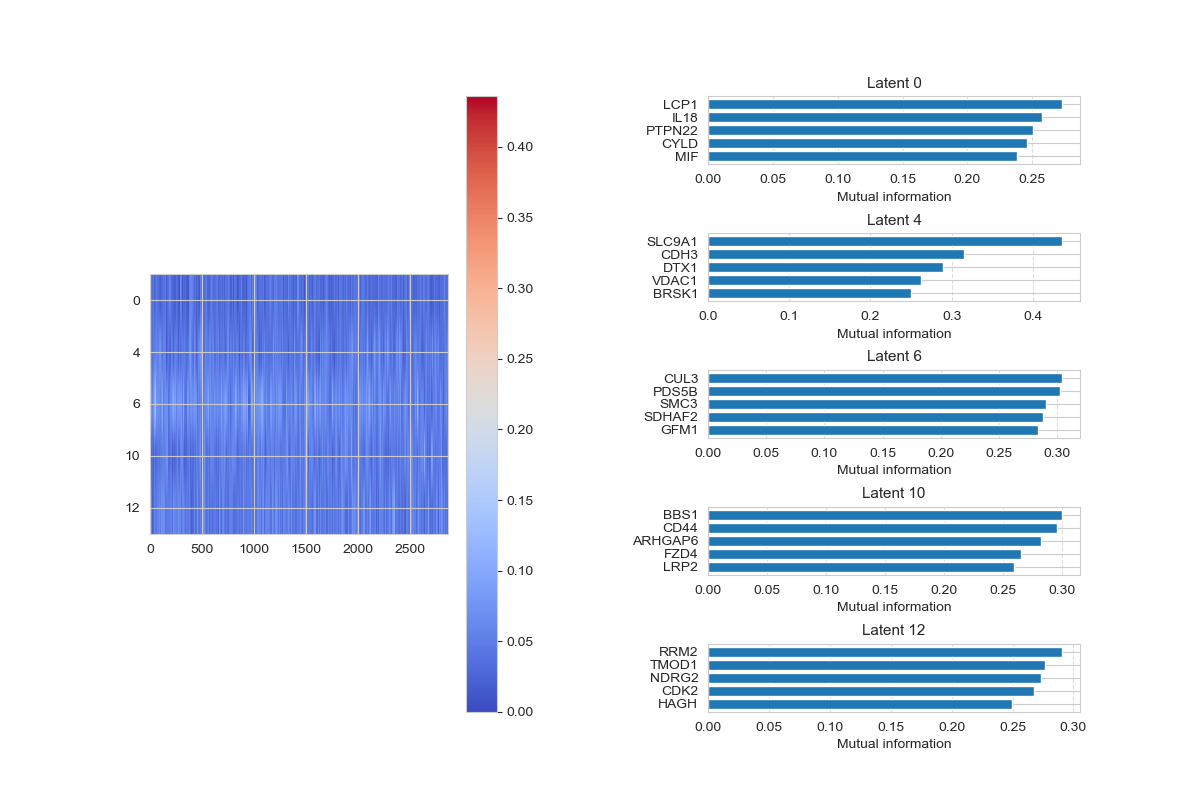 0
4
6
10
12
0 500 1000 1500 2000 2500
0.40
0.35
0.30
0.25
0.20
0.15
0.10
0.05
0.00
Latent 0
LCP1
IL18
PTPN22
CYLD
MIF
0.00 0.05 0.10 0.15 0.20 0.25
Mutual information
Latent 4
SLC9A1
CDH3
DTX1
VDAC1
BRSK1
0.0 0.1 0.2 0.3 0.4
Mutual information
Latent 6
CUL3
PDS5B
SMC3
SDHAF2
GFM1
0.00 0.05 0.10 0.15 0.20 0.25 0.30
Mutual information
Latent 10
BBS1
CD44
ARHGAP6
FZD4
LRP2
0.00 0.05 0.10 0.15 0.20 0.25 0.30
Mutual information
Latent 12
RRM2
TMOD1
NDRG2
CDK2
HAGH
0.00 0.05 0.10 0.15 0.20 0.25 0.30
Mutual information